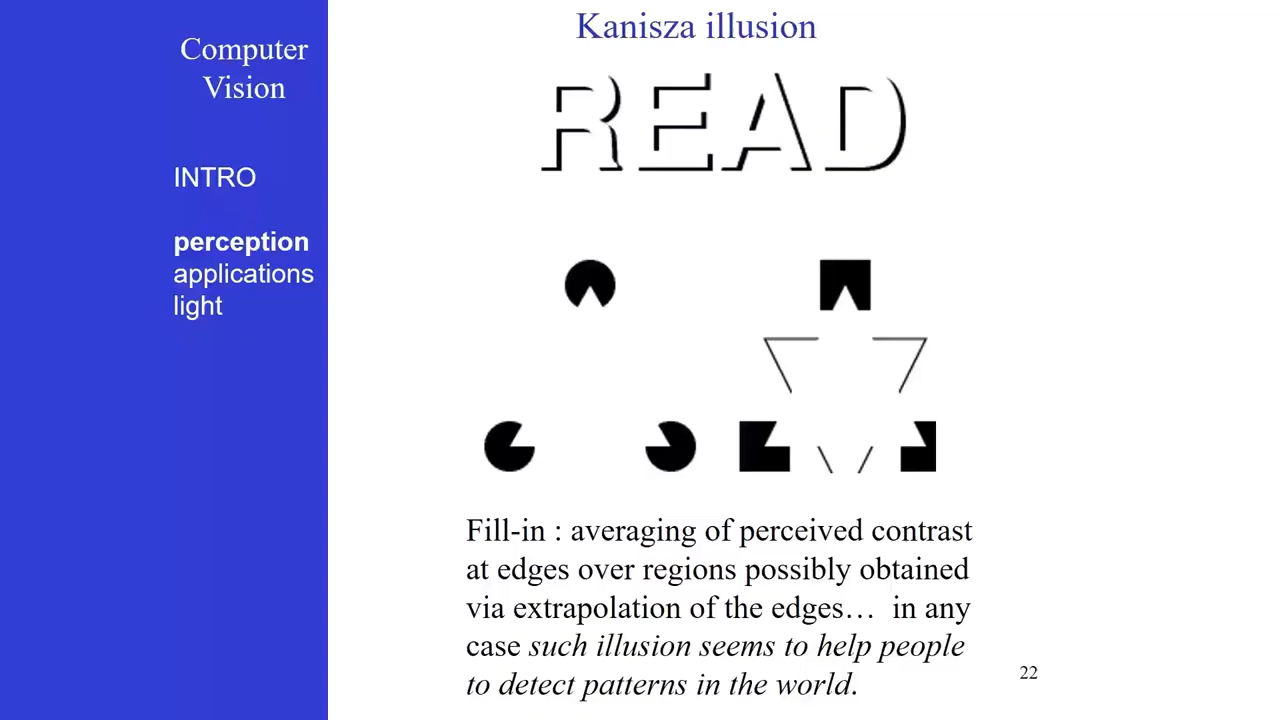 Computer
Vision
INTRO
perception
applications
light
Kanisza illusion
READ
Fill-in : averaging of perceived contrast
at edges over regions possibly obtained
via extrapolation of the edges… in any
case such illusion seems to help people
to detect patterns in the world.
22